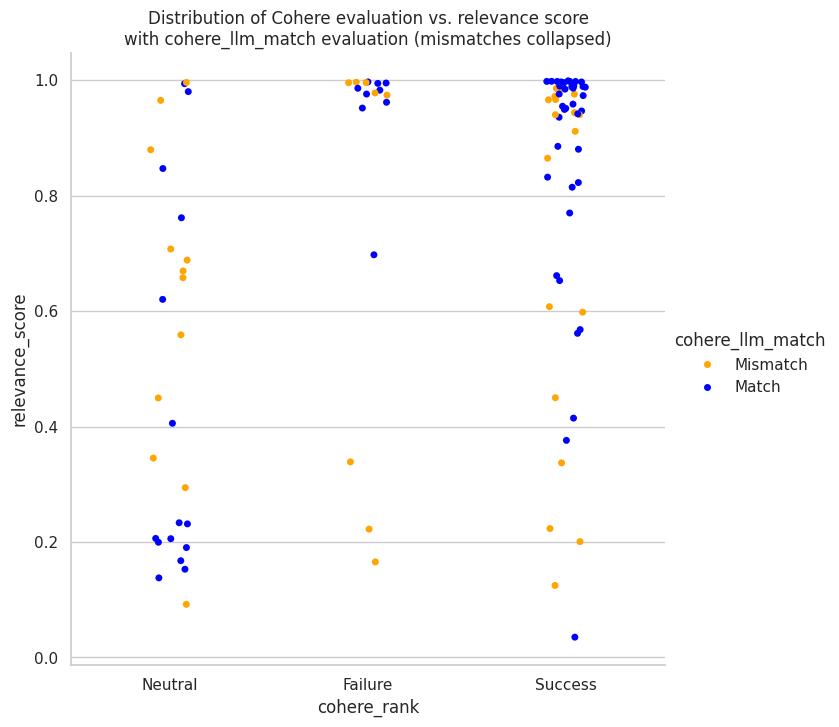 Distribution of Cohere evaluation vs. relevance score
with cohere_llm_match evaluation (mismatches collapsed)
1.0
0.8
0.6
0.4
0.2
0.0
relevance_score
Neutral
Failure
Success
cohere_rank
cohere_llm_match
Mismatch
Match